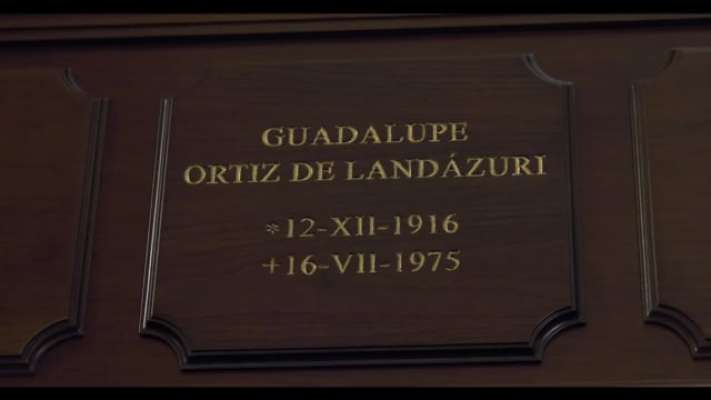 GUADALUPE
ORTIZ DE LANDÁZURI
*12-XII-1916
+16-VII-1975